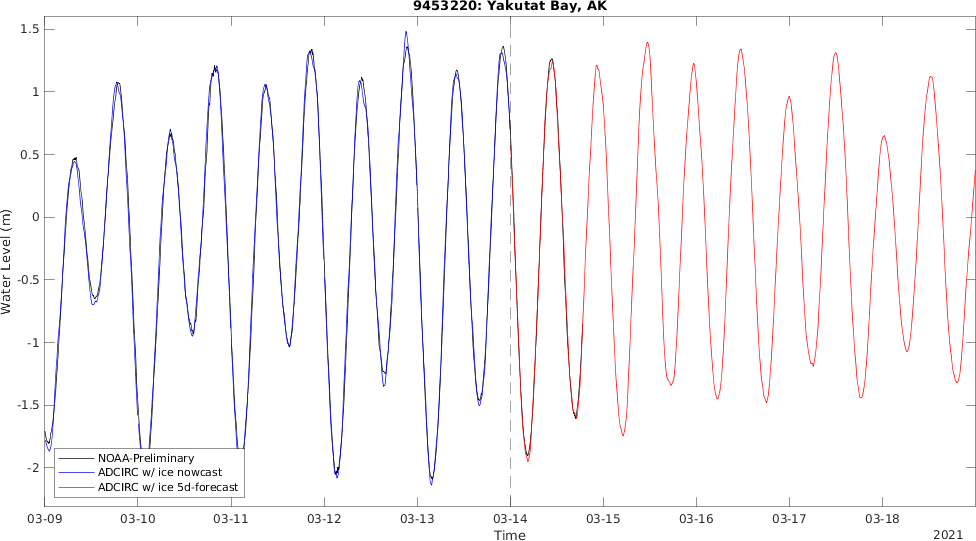 9453220: Yakutat Bay, AK
Water Level (m)
1.5
1
0.5
0
-0.5
-1
-1.5
-2
NOAA-Preliminary
ADCIRC w/ ice nowcast
ADCIRC w/ ice 5d-forecast
03-09 03-10 03-11 03-12 03-13 03-14 03-15 03-16 03-17 03-18
Time
2021